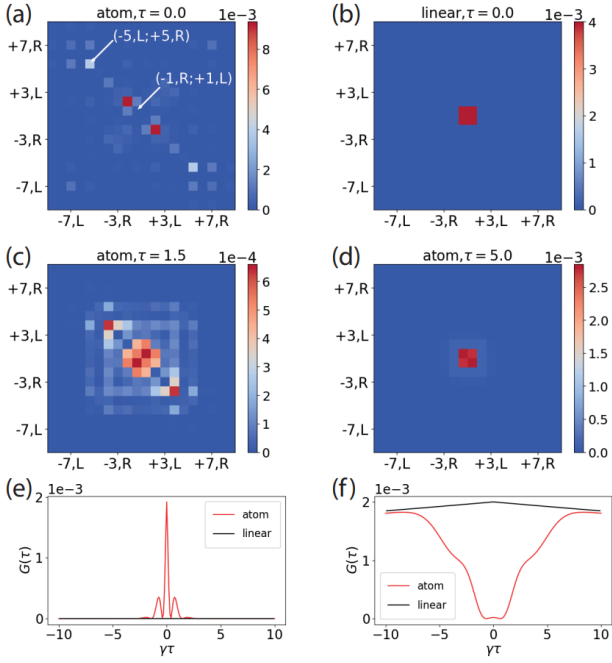 (a)
atom, τ = 0.0
1e−3
+7,R
+3,L
-3,R
-7,L
(-5,L;+5,R)
(-1,R;+1,L)
8
6
4
2
0
-7,L -3,R +3,L +7,R
(b)
linear, τ = 0.0
1e−3
+7,R
+3,L
-3,R
-7,L
4
3
2
1
0
-7,L -3,R +3,L +7,R
(c)
atom, τ = 1.5
1e−4
+7,R
+3,L
-3,R
-7,L
6
5
4
3
2
1
0
-7,L -3,R +3,L +7,R
(d)
atom, τ = 5.0
1e−3
+7,R
+3,L
-3,R
-7,L
2.5
2.0
1.5
1.0
0.5
0.0
-7,L -3,R +3,L +7,R
(e)
1e−3
2
1
0
G(τ)
atom
linear
−10 −5 0 5 10
γτ
(f)
1e−3
2
1
0
G(τ)
atom
linear
−10 −5 0 5 10
γτ